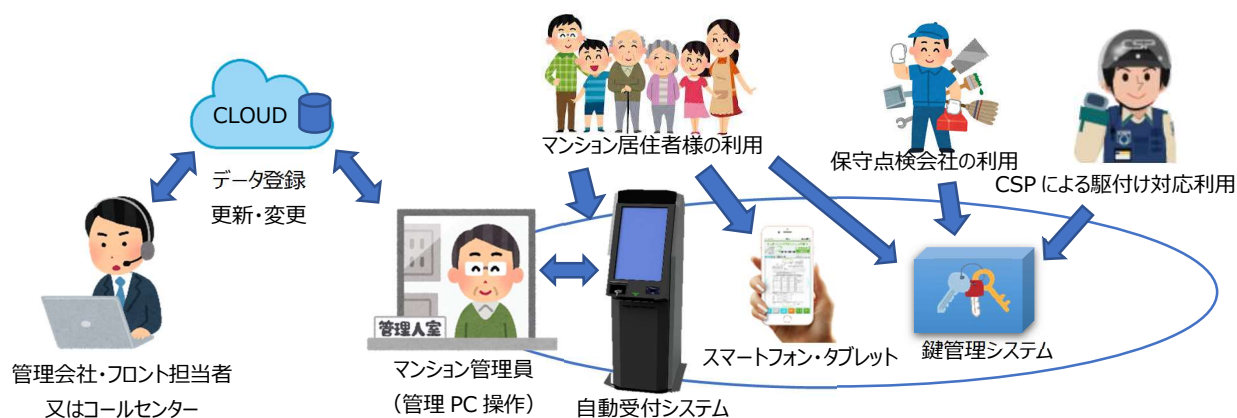 CLOUD
データ登録
更新・変更
マンション居住者様の利用
保守点検会社の利用
CSP
CSP による駆付け対応利用
管理人室
管理会社・フロント担当者
又はコールセンター
マンション管理員
（管理 PC 操作）
自動受付システム
スマートフォン・タブレット
鍵管理システム